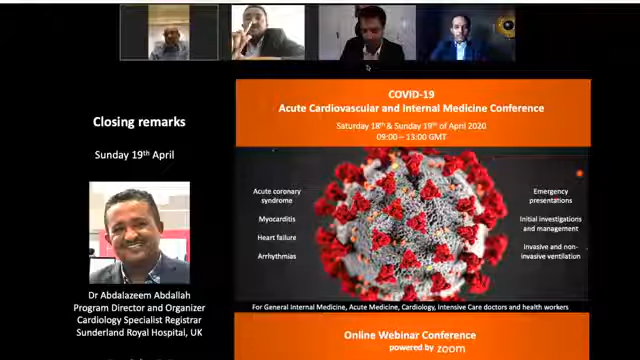 Closing remarks
Sunday 19th April
Dr Abdalazeem Abdallah
Program Director and Organizer
Cardiology Specialist Registrar
Sunderland Royal Hospital, UK
COVID-19
Acute Cardiovascular and Internal Medicine Conference
Saturday 18th & Sunday 19th of April 2020
09:00 – 13:00 GMT
Acute coronary
syndrome
Myocarditis
Heart failure
Arrhythmias
Emergency
presentations
Initial investigations
and management
Invasive and non-
invasive ventilation
For General Internal Medicine, Acute Medicine, Cardiology, Intensive Care doctors and health workers
Online Webinar Conference
powered by zoom